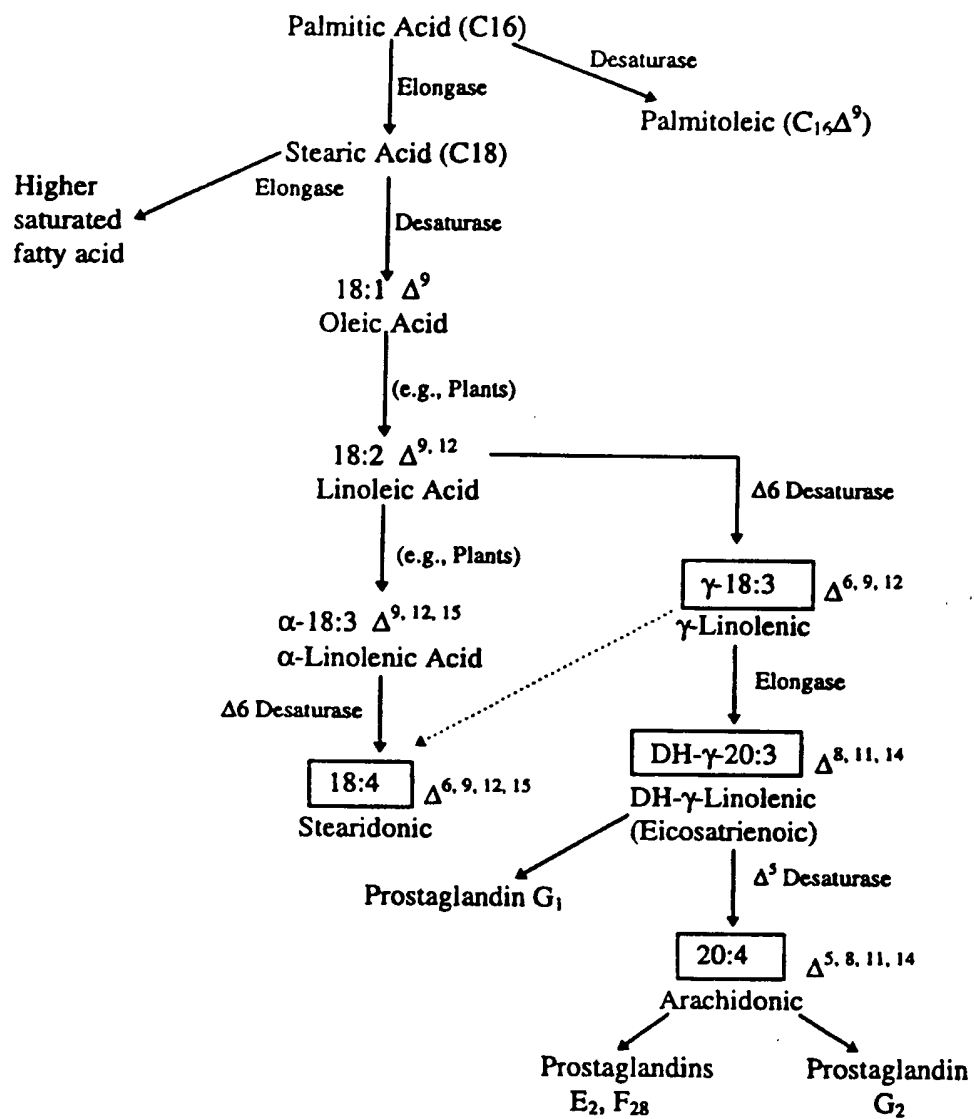 Palmitic Acid (C16)
Desaturase
Elongase
Palmitoleic (C₁₆Δ⁹)
Stearic Acid (C18)
Elongase
Higher
saturated
fatty acid
Desaturase
18:1 Δ⁹
Oleic Acid
(e.g., Plants)
18:2 Δ⁹, ¹²
Linoleic Acid
Δ6 Desaturase
(e.g., Plants)
γ-18:3 Δ⁶, ⁹, ¹²
γ-Linolenic
α-18:3 Δ⁹, ¹², ¹⁵
α-Linolenic Acid
Elongase
Δ6 Desaturase
DH-γ-20:3 Δ⁸, ¹¹, ¹⁴
DH-γ-Linolenic
(Eicosatrienoic)
18:4 Δ⁶, ⁹, ¹², ¹⁵
Stearidonic
Δ⁵ Desaturase
Prostaglandin G₁
20:4 Δ⁵, ⁸, ¹¹, ¹⁴
Arachidonic
Prostaglandins
E₂, F₂₈
Prostaglandin
G₂